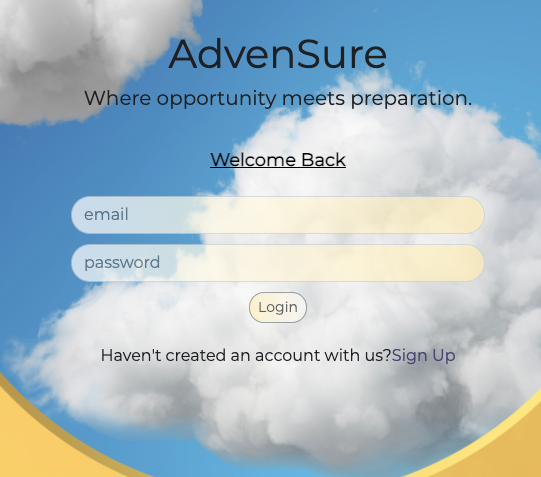 AdvenSure
Where opportunity meets preparation.
Welcome Back
email
password
Login
Haven't created an account with us?Sign Up